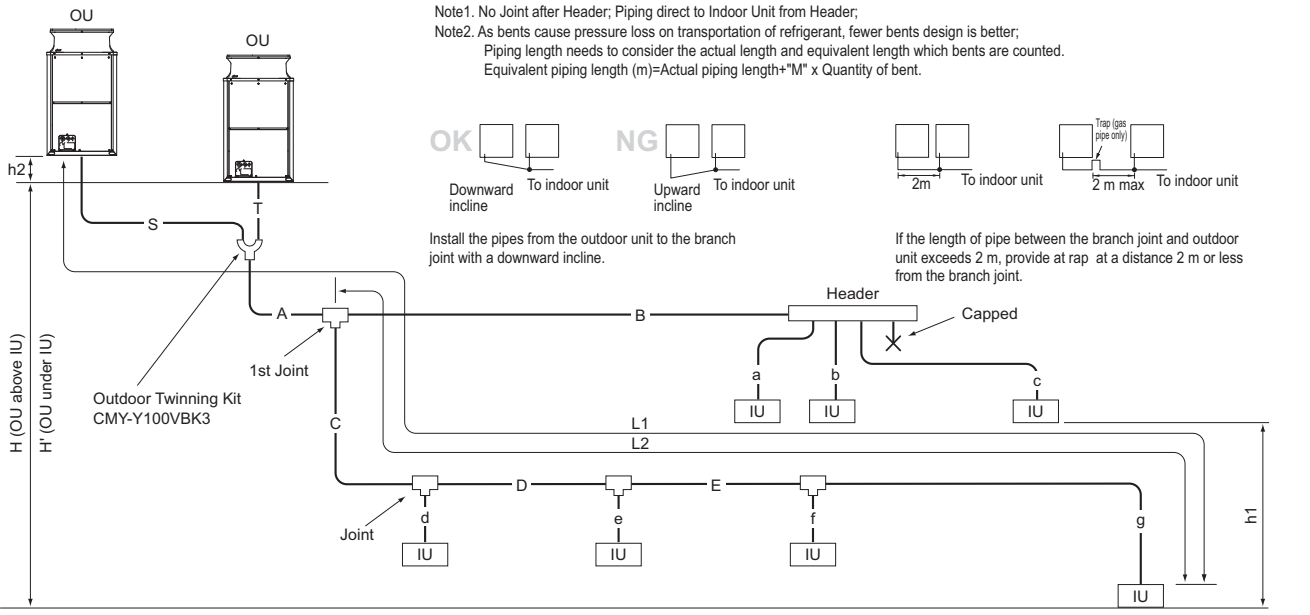 Note1. No Joint after Header; Piping direct to Indoor Unit from Header;
Note2. As bents cause pressure loss on transportation of refrigerant, fewer bents design is better;
Piping length needs to consider the actual length and equivalent length which bents are counted.
Equivalent piping length (m)=Actual piping length+"M" x Quantity of bent.
OU
OU
h2
S
T
OK
Downward
incline
To indoor unit
NG
Upward
incline
To indoor unit
2m
To indoor unit
Trap (gas
pipe only)
2 m max
To indoor unit
Install the pipes from the outdoor unit to the branch
joint with a downward incline.
If the length of pipe between the branch joint and outdoor
unit exceeds 2 m, provide at rap at a distance 2 m or less
from the branch joint.
Header
A
B
Capped
1st Joint
a
b
c
IU
IU
IU
Outdoor Twinning Kit
CMY-Y100VBK3
H (OU above IU)
H' (OU under IU)
C
L1
L2
D
E
h1
Joint
d
e
f
g
IU
IU
IU
IU